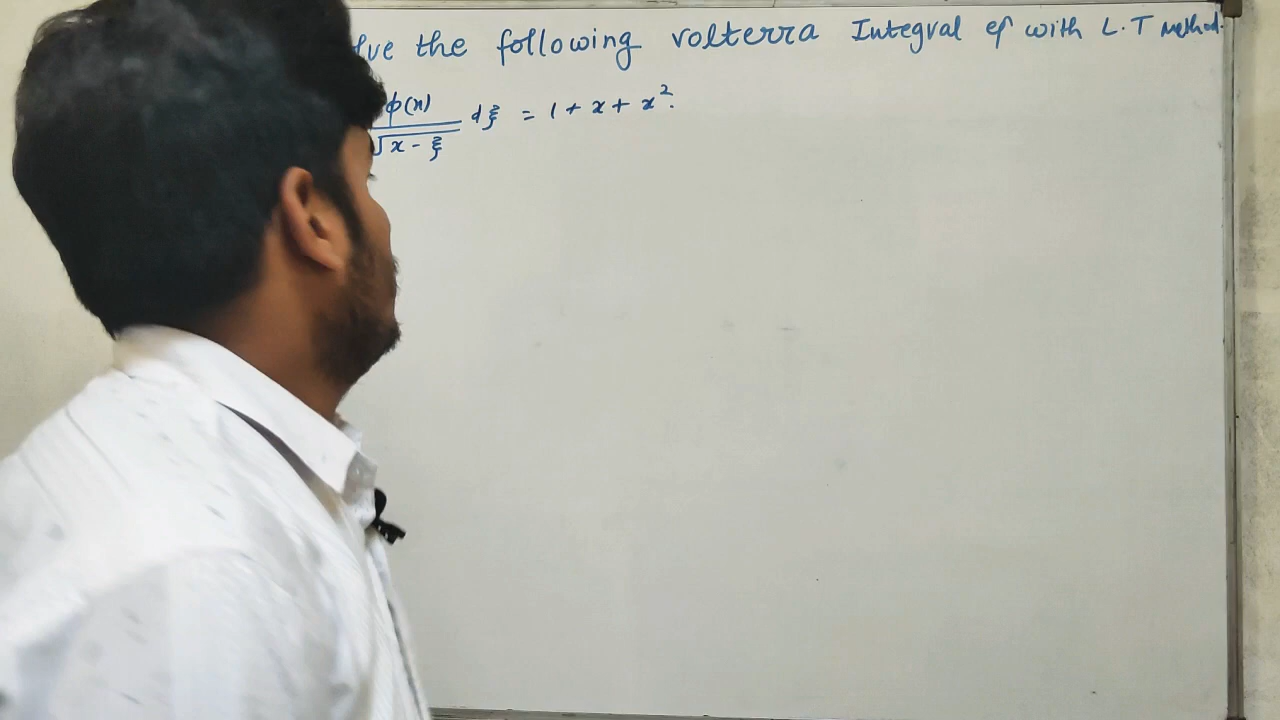 lve the following volterra Integral eq with L.T method.
ϕ(x)/√(x - ξ) dξ = 1 + x + x².